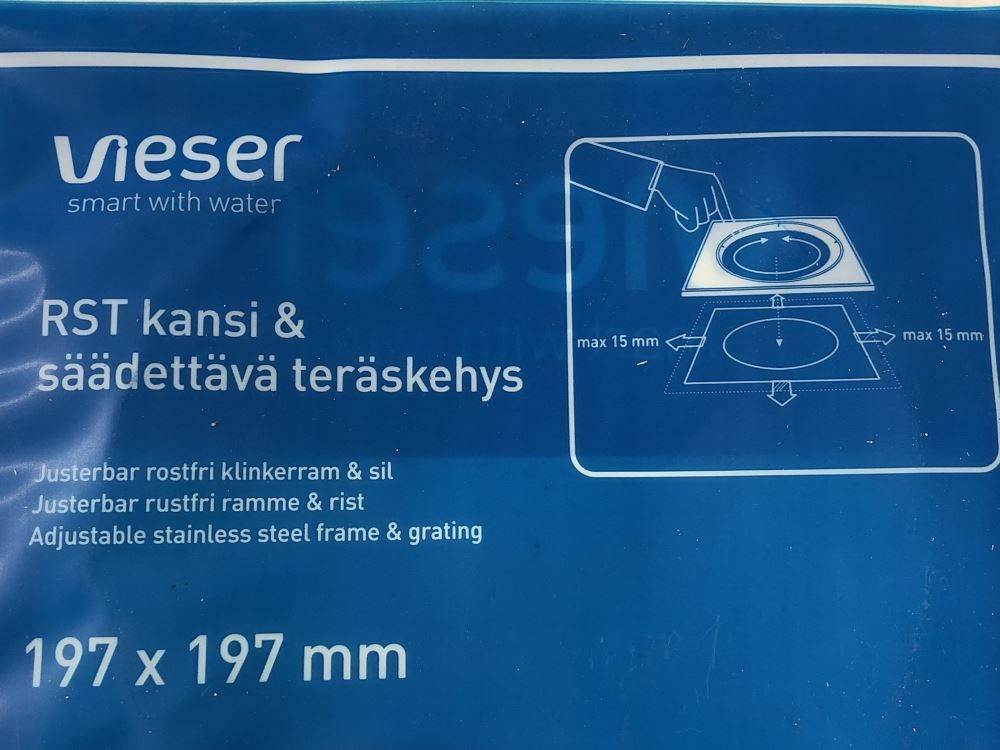 vieser
smart with water
RST kansi &
säädettävä teräskehys
Justerbar rostfri klinkerram & sil
Justerbar rustfri ramme & rist
Adjustable stainless steel frame & grating
197 x 197 mm
max 15 mm
max 15 mm